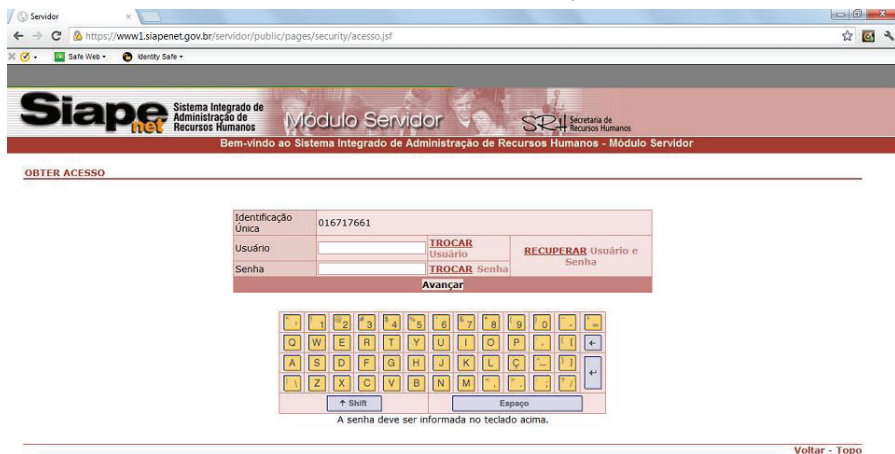 Servidor
https://www1.siapenet.gov.br/servidor/public/pages/security/acesso.jsf
Safe Web
Identity Safe
Siape net
Sistema Integrado de
Administração de
Recursos Humanos
Módulo Servidor
SRH Secretaria de
Recursos Humanos
Bem-vindo ao Sistema Integrado de Administração de Recursos Humanos - Módulo Servidor
OBTER ACESSO
Identificação
Única
016717661
Usuário
TROCAR
Usuário
RECUPERAR Usuário e
Senha
Senha
TROCAR Senha
Avançar
1 2 3 4 5 6 7 8 9 0 - =
Q W E R T Y U I O P
A S D F G H J K L Ç
Z X C V B N M
↑ Shift
Espaço
A senha deve ser informada no teclado acima.
Voltar - Topo